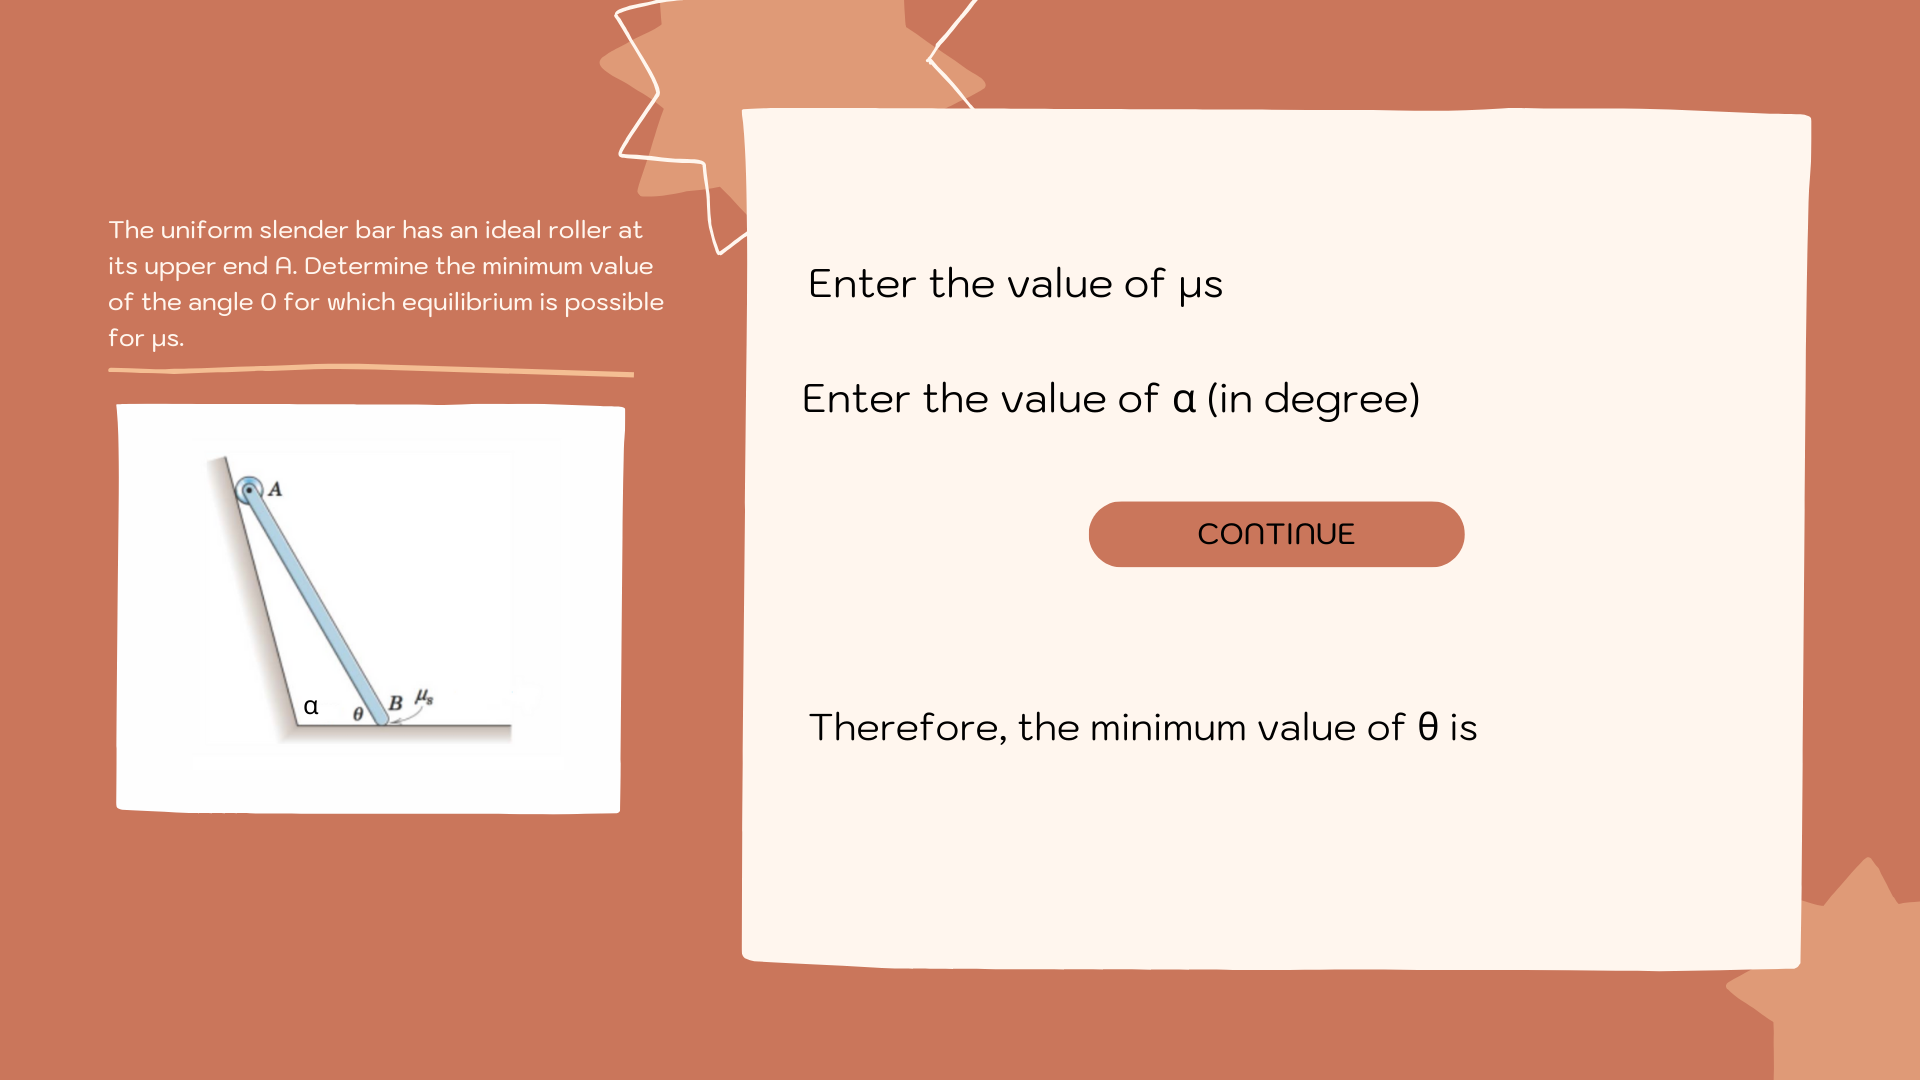 The uniform slender bar has an ideal roller at
its upper end A. Determine the minimum value
of the angle 0 for which equilibrium is possible
for µs.
A
α
θ
B
μs
Enter the value of µs
Enter the value of α (in degree)
CONTINUE
Therefore, the minimum value of θ is